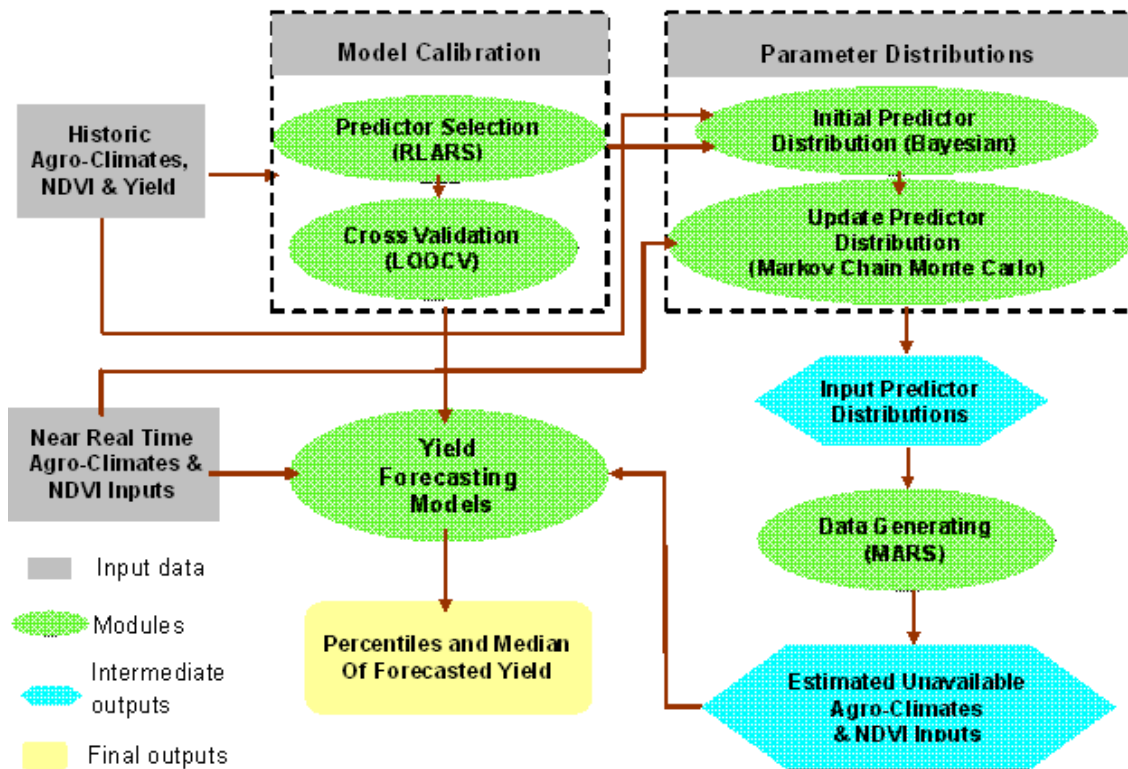 Model Calibration
Parameter Distributions
Historic
Agro-Climates,
NDVI & Yield
Predictor Selection
(RLARS)
Cross Validation
(LOOCV)
Initial Predictor
Distribution (Bayesian)
Update Predictor
Distribution
(Markov Chain Monte Carlo)
Input Predictor
Distributions
Near Real Time
Agro-Climates &
NDVI Inputs
Yield
Forecasting
Models
Data Generating
(MARS)
Percentiles and Median
Of Forecasted Yield
Estimated Unavailable
Agro-Climates
& NDVI Inputs
Input data
Modules
Intermediate
outputs
Final outputs